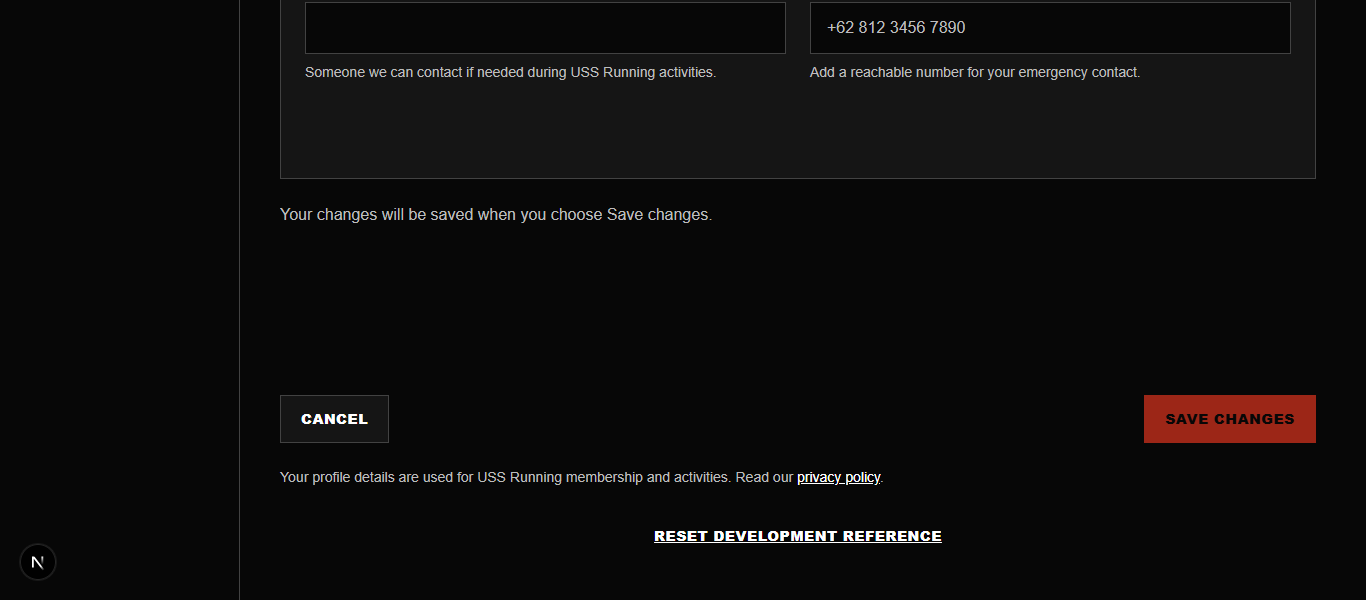 +62 812 3456 7890
Someone we can contact if needed during USS Running activities.
Add a reachable number for your emergency contact.
Your changes will be saved when you choose Save changes.
CANCEL
SAVE CHANGES
Your profile details are used for USS Running membership and activities. Read our privacy policy.
RESET DEVELOPMENT REFERENCE
N